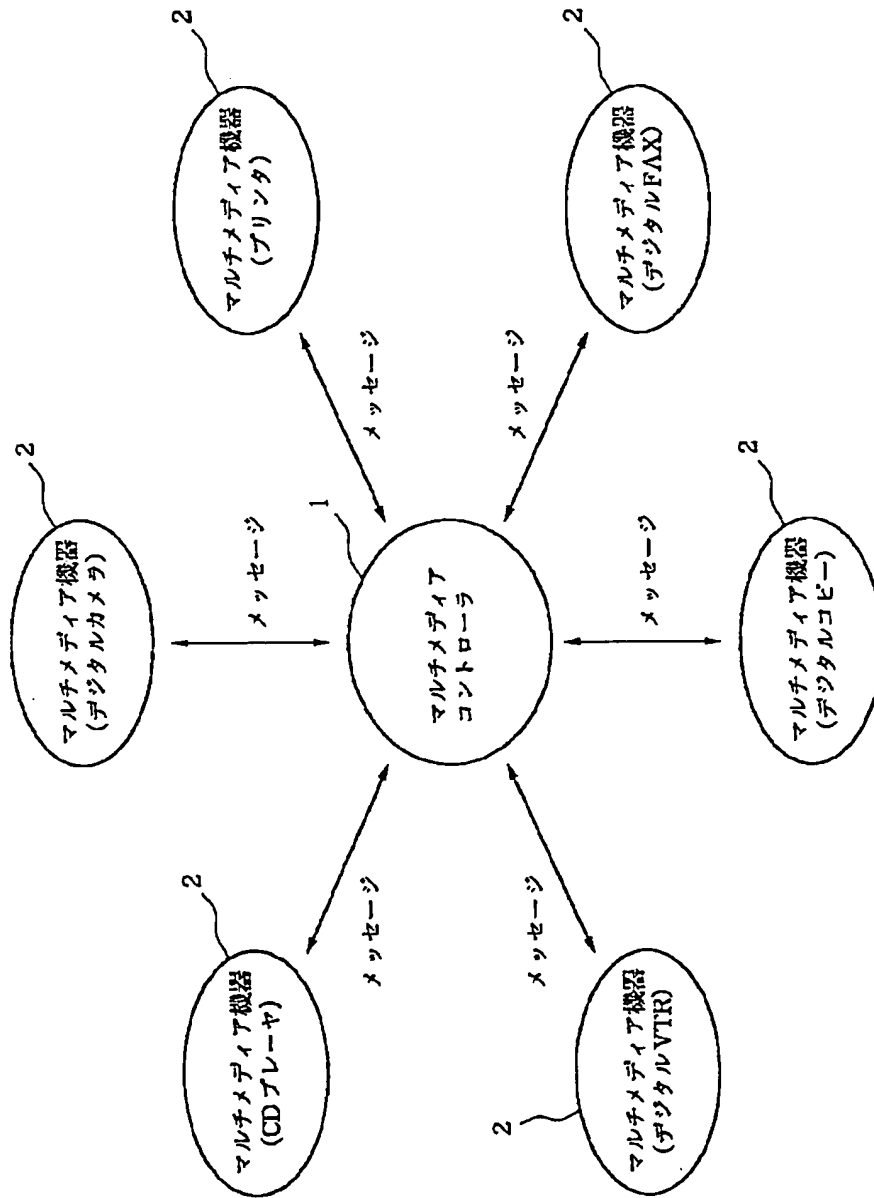 マルチメディア機器
(デジタルカメラ)
2
マルチメディア機器
(CDプレーヤ)
2
マルチメディア機器
(プリンタ)
2
メッセージ
メッセージ
メッセージ
1
マルチメディア
コントローラ
メッセージ
メッセージ
メッセージ
2
マルチメディア機器
(デジタルVTR)
2
マルチメディア機器
(デジタルFAX)
2
マルチメディア機器
(デジタルコピー)